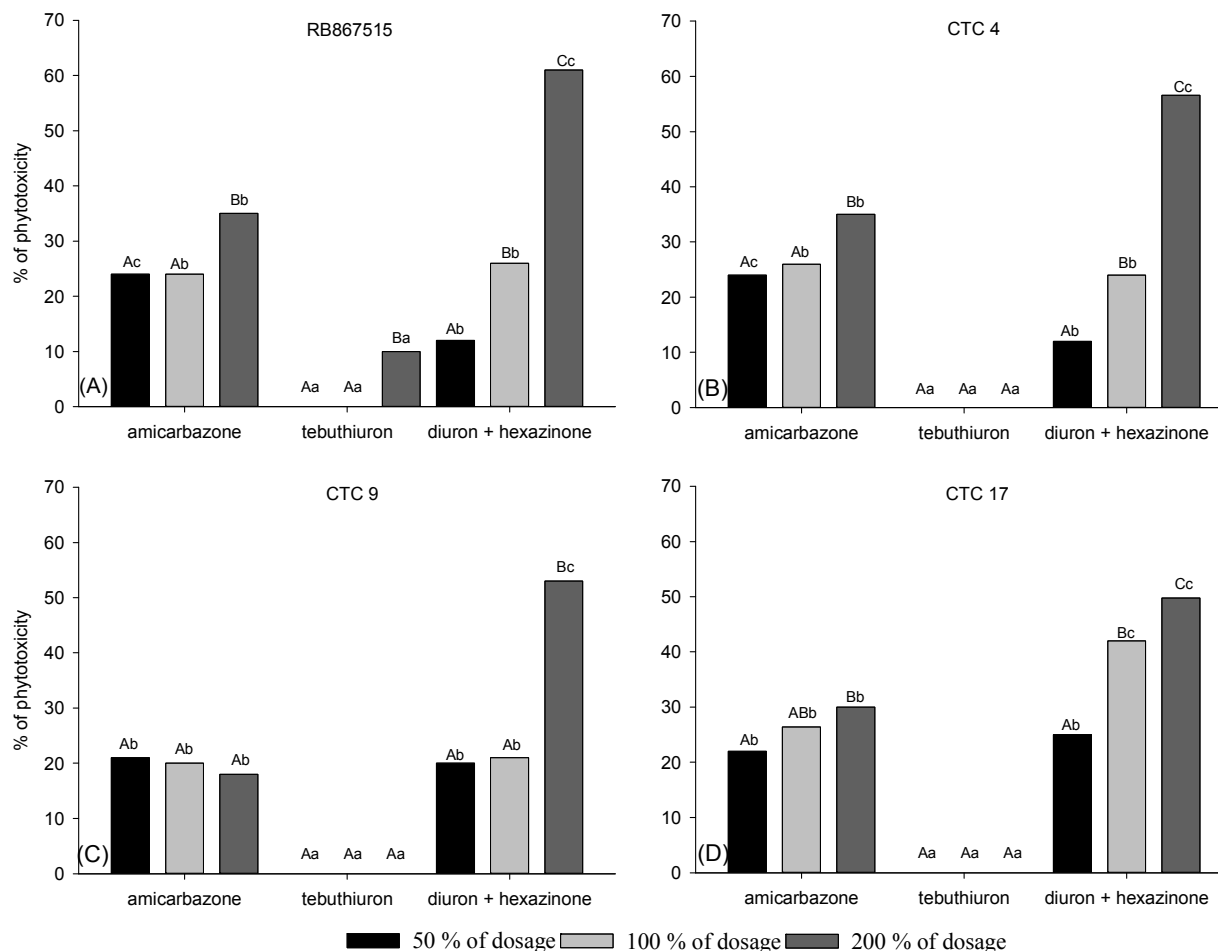 RB867515
70
60
50
40
30
20
10
0
% of phytotoxicity
Ac Ab Bb
Aa Aa Ba
Ab Bb Cc
(A)
amicarbazone tebuthiuron diuron + hexazinone
CTC 4
70
60
50
40
30
20
10
0
Ac Ab Bb
Aa Aa Aa
Ab Bb Cc
(B)
amicarbazone tebuthiuron diuron + hexazinone
CTC 9
70
60
50
40
30
20
10
0
% of phytotoxicity
Ab Ab Ab
Aa Aa Aa
Ab Ab Bc
(C)
amicarbazone tebuthiuron diuron + hexazinone
CTC 17
70
60
50
40
30
20
10
0
Ab ABb Bb
Aa Aa Aa
Ab Bc Cc
(D)
amicarbazone tebuthiuron diuron + hexazinone
50 % of dosage 100 % of dosage 200 % of dosage